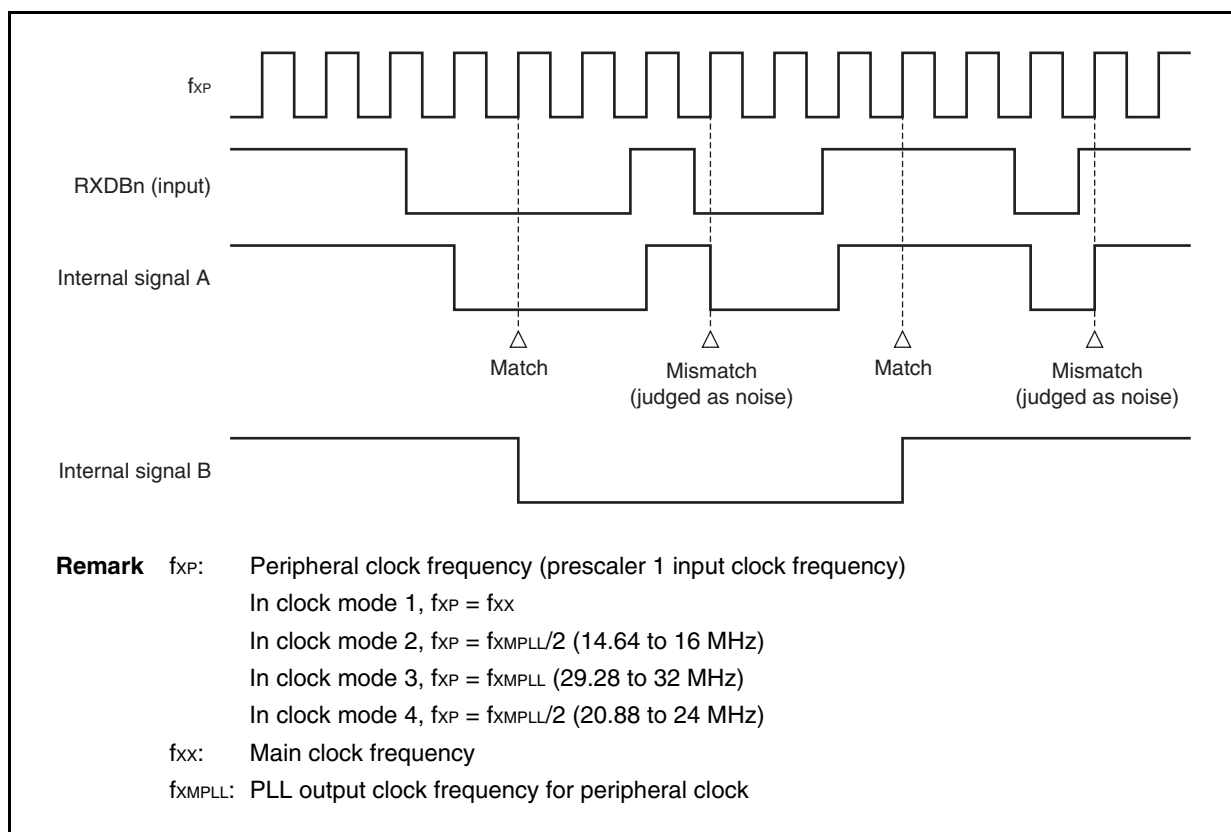 fXP
RXDBn (input)
Internal signal A
Match
Mismatch
(judged as noise)
Match
Mismatch
(judged as noise)
Internal signal B
Remark fXP: Peripheral clock frequency (prescaler 1 input clock frequency)
In clock mode 1, fXP = fXX
In clock mode 2, fXP = fXMPLL/2 (14.64 to 16 MHz)
In clock mode 3, fXP = fXMPLL (29.28 to 32 MHz)
In clock mode 4, fXP = fXMPLL/2 (20.88 to 24 MHz)
fXX: Main clock frequency
fXMPLL: PLL output clock frequency for peripheral clock